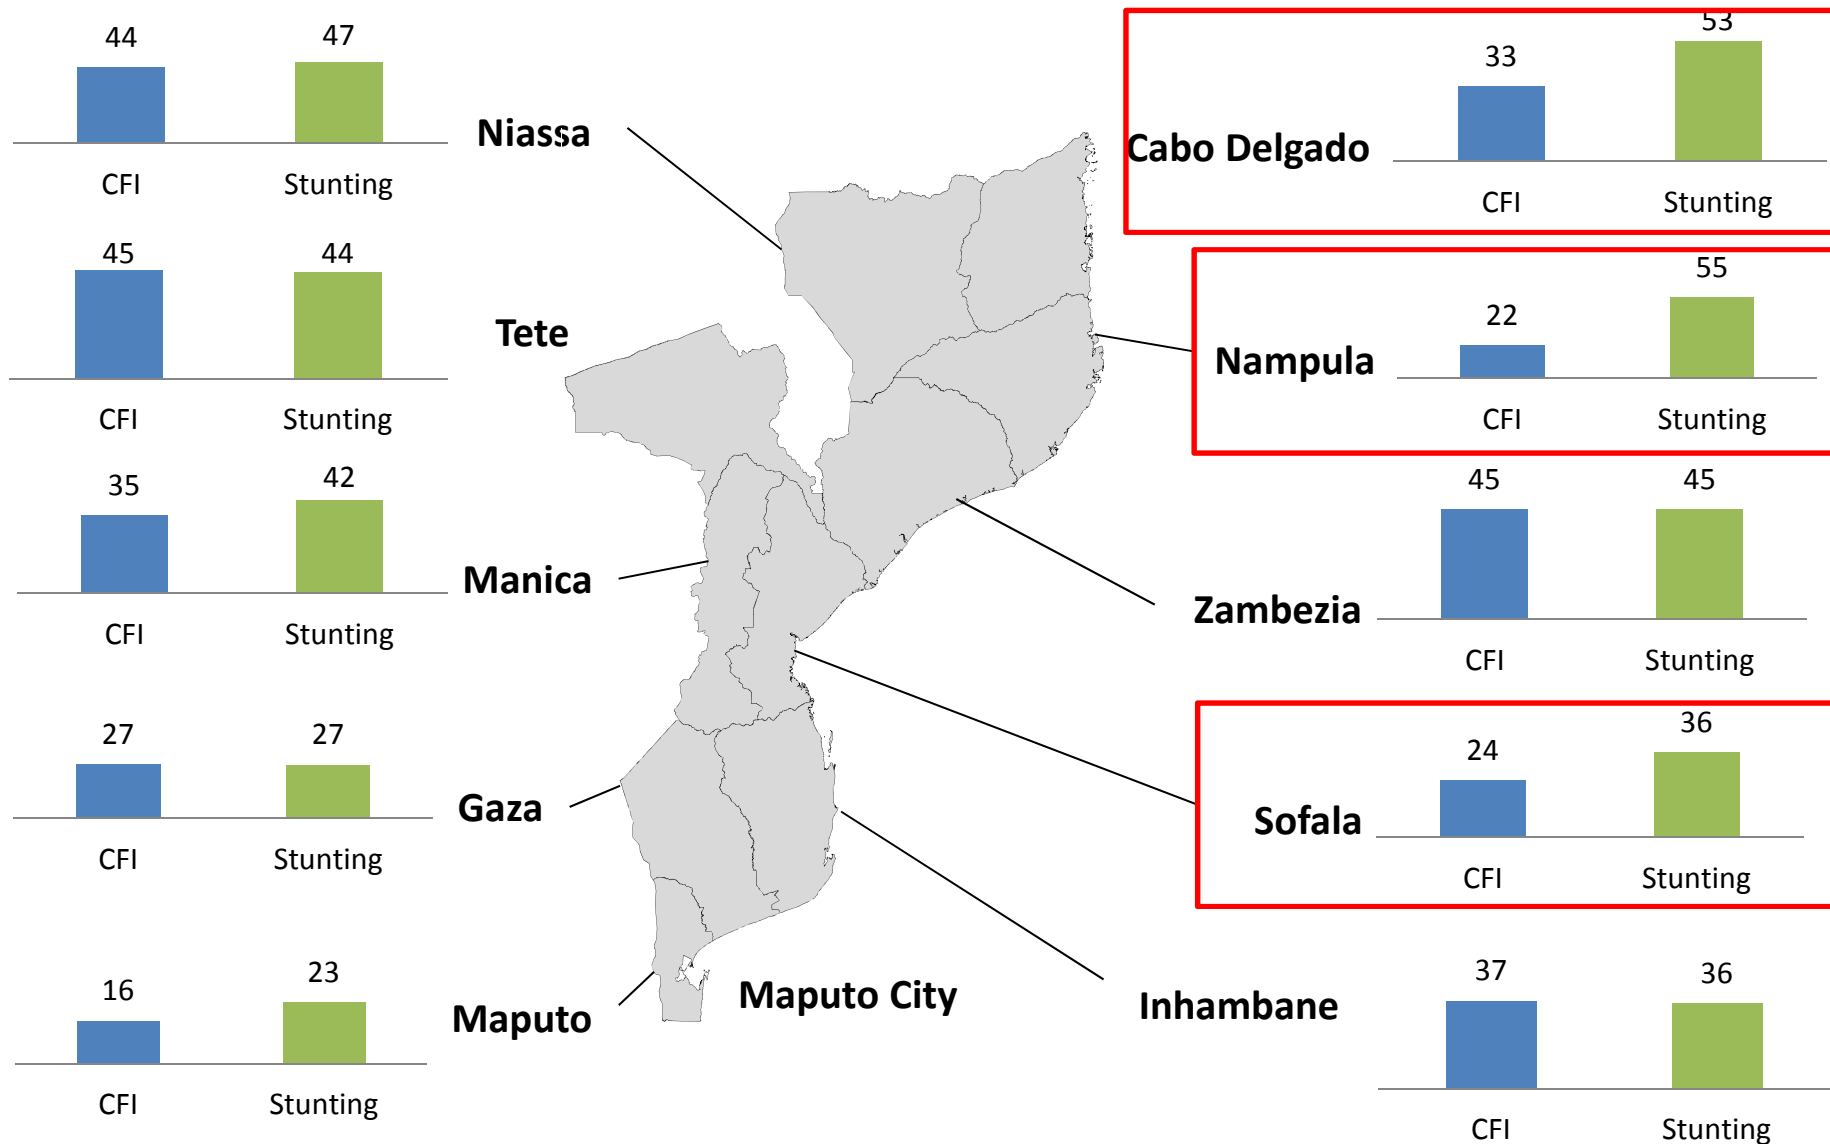 44 47
Niassa
CFI Stunting
53
33
Cabo Delgado
CFI Stunting
45 44
Tete
CFI Stunting
55
22
Nampula
CFI Stunting
35 42
Manica
CFI Stunting
45 45
Zambezia
CFI Stunting
27 27
Gaza
CFI Stunting
36
24
Sofala
CFI Stunting
16 23
Maputo
CFI Stunting
Maputo City
37 36
Inhambane
CFI Stunting